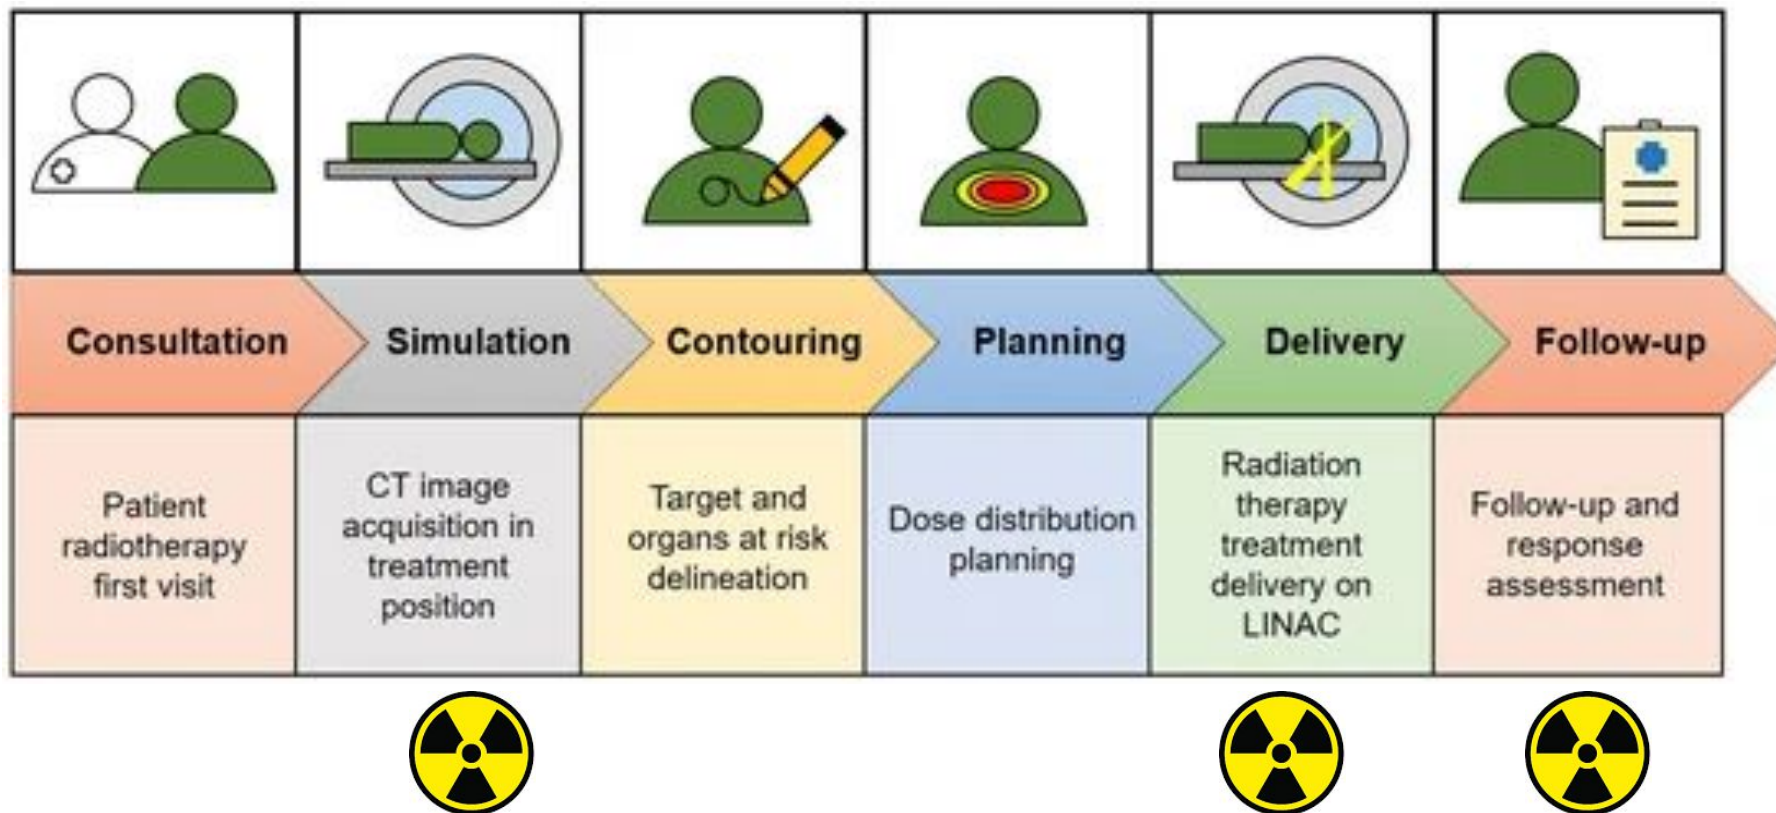 Consultation
Simulation
Contouring
Planning
Delivery
Follow-up
Patient
radiotherapy
first visit
CT image
acquisition in
treatment
position
Target and
organs at risk
delineation
Dose distribution
planning
Radiation
therapy
treatment
delivery on
LINAC
Follow-up and
response
assessment